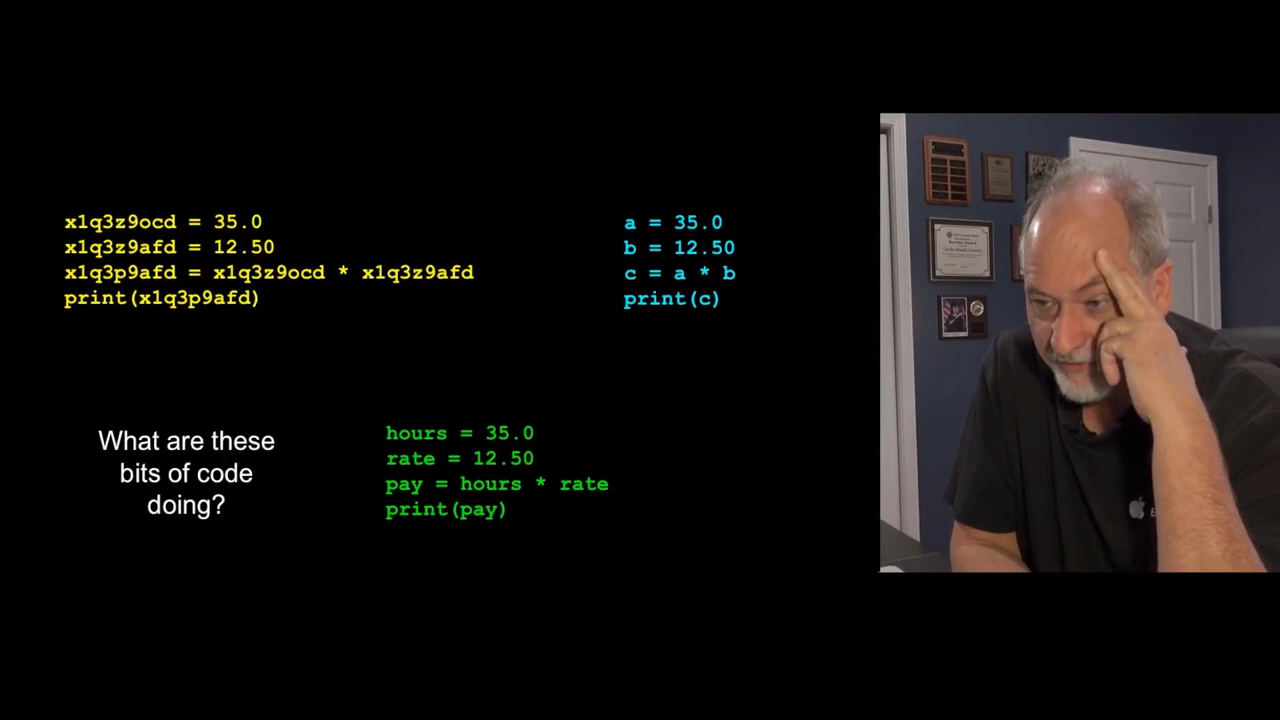 x1q3z9ocd = 35.0
x1q3z9afd = 12.50
x1q3p9afd = x1q3z9ocd * x1q3z9afd
print(x1q3p9afd)
a = 35.0
b = 12.50
c = a * b
print(c)
What are these
bits of code
doing?
hours = 35.0
rate = 12.50
pay = hours * rate
print(pay)